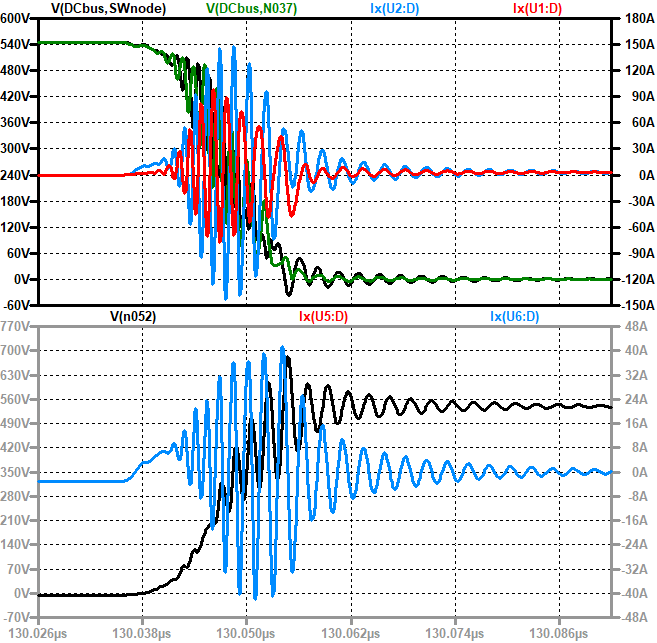 V(DCbus,SWnode) V(DCbus,N037) Ix(U2:D) Ix(U1:D)
600V 180A
540V 150A
480V 120A
420V 90A
360V 60A
300V 30A
240V 0A
180V -30A
120V -60A
60V -90A
0V -120A
-60V -150A
V(n052) Ix(U5:D) Ix(U6:D)
770V 48A
700V 40A
630V 32A
560V 24A
490V 16A
420V 8A
350V 0A
280V -8A
210V -16A
140V -24A
70V -32A
0V -40A
-70V -48A
130.026µs 130.038µs 130.050µs 130.062µs 130.074µs 130.086µs